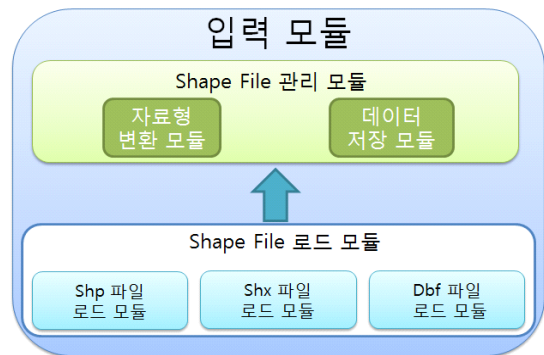 입력 모듈
Shape File 관리 모듈
자료형
변환 모듈
데이터
저장 모듈
Shape File 로드 모듈
Shp 파일
로드 모듈
Shx 파일
로드 모듈
Dbf 파일
로드 모듈